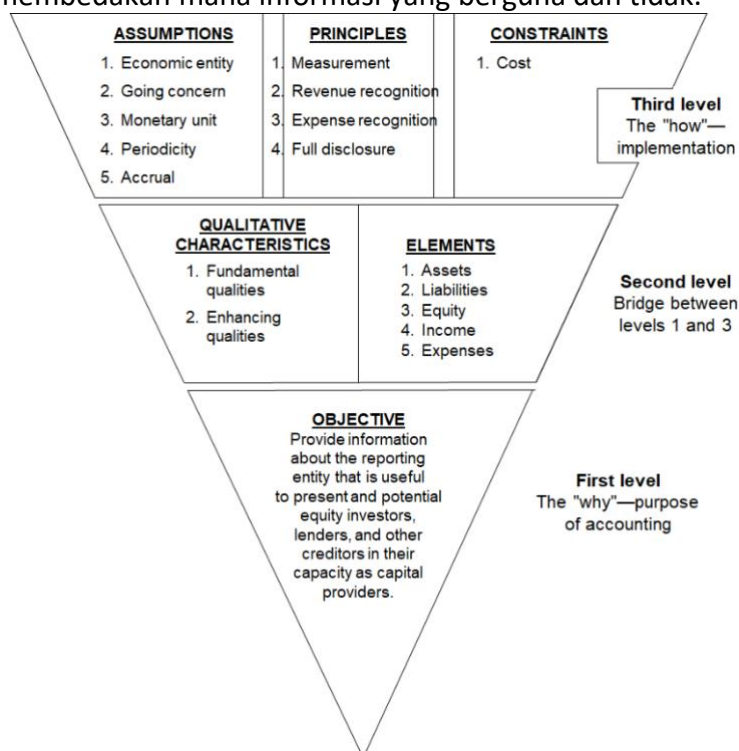 membedakan mana informasi yang berguna dan tidak.
ASSUMPTIONS
1. Economic entity
2. Going concern
3. Monetary unit
4. Periodicity
5. Accrual
PRINCIPLES
1. Measurement
2. Revenue recognition
3. Expense recognition
4. Full disclosure
CONSTRAINTS
1. Cost
Third level
The "how"—
implementation
QUALITATIVE
CHARACTERISTICS
1. Fundamental
qualities
2. Enhancing
qualities
ELEMENTS
1. Assets
2. Liabilities
3. Equity
4. Income
5. Expenses
Second level
Bridge between
levels 1 and 3
OBJECTIVE
Provide information
about the reporting
entity that is useful
to present and potential
equity investors,
lenders, and other
creditors in their
capacity as capital
providers.
First level
The "why"—purpose
of accounting